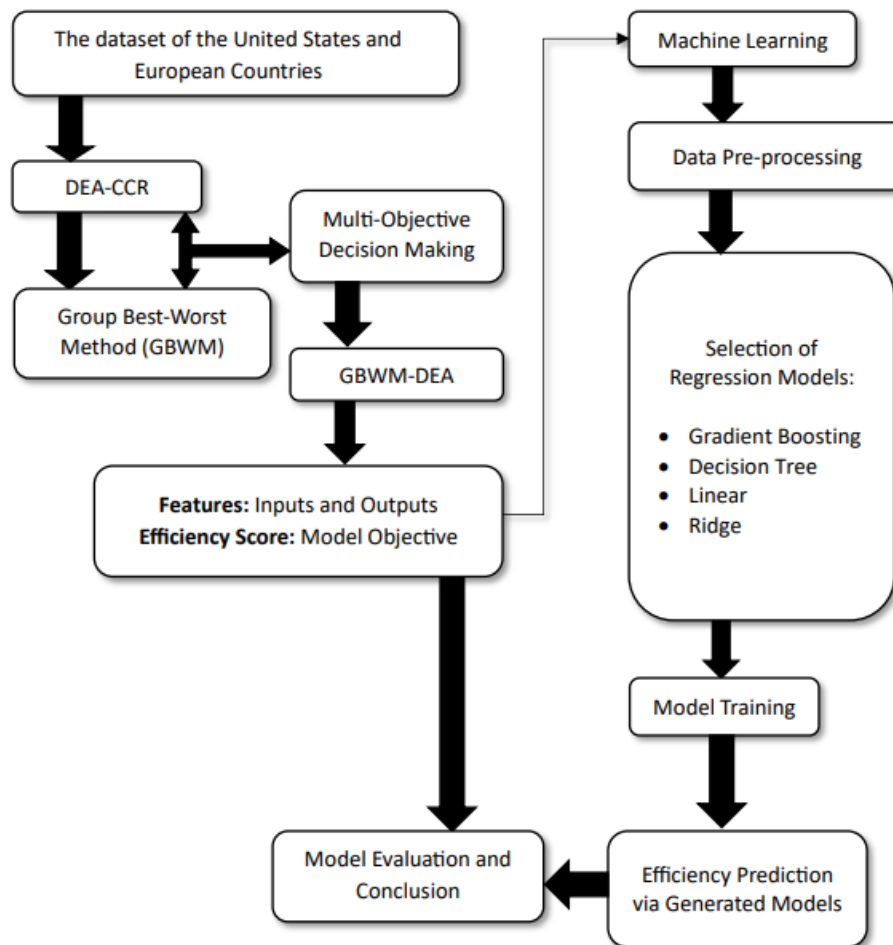 The dataset of the United States and
European Countries
DEA-CCR
Group Best-Worst
Method (GBWM)
Multi-Objective
Decision Making
GBWM-DEA
Features: Inputs and Outputs
Efficiency Score: Model Objective
Machine Learning
Data Pre-processing
Selection of
Regression Models:
• Gradient Boosting
• Decision Tree
• Linear
• Ridge
Model Training
Efficiency Prediction
via Generated Models
Model Evaluation and
Conclusion